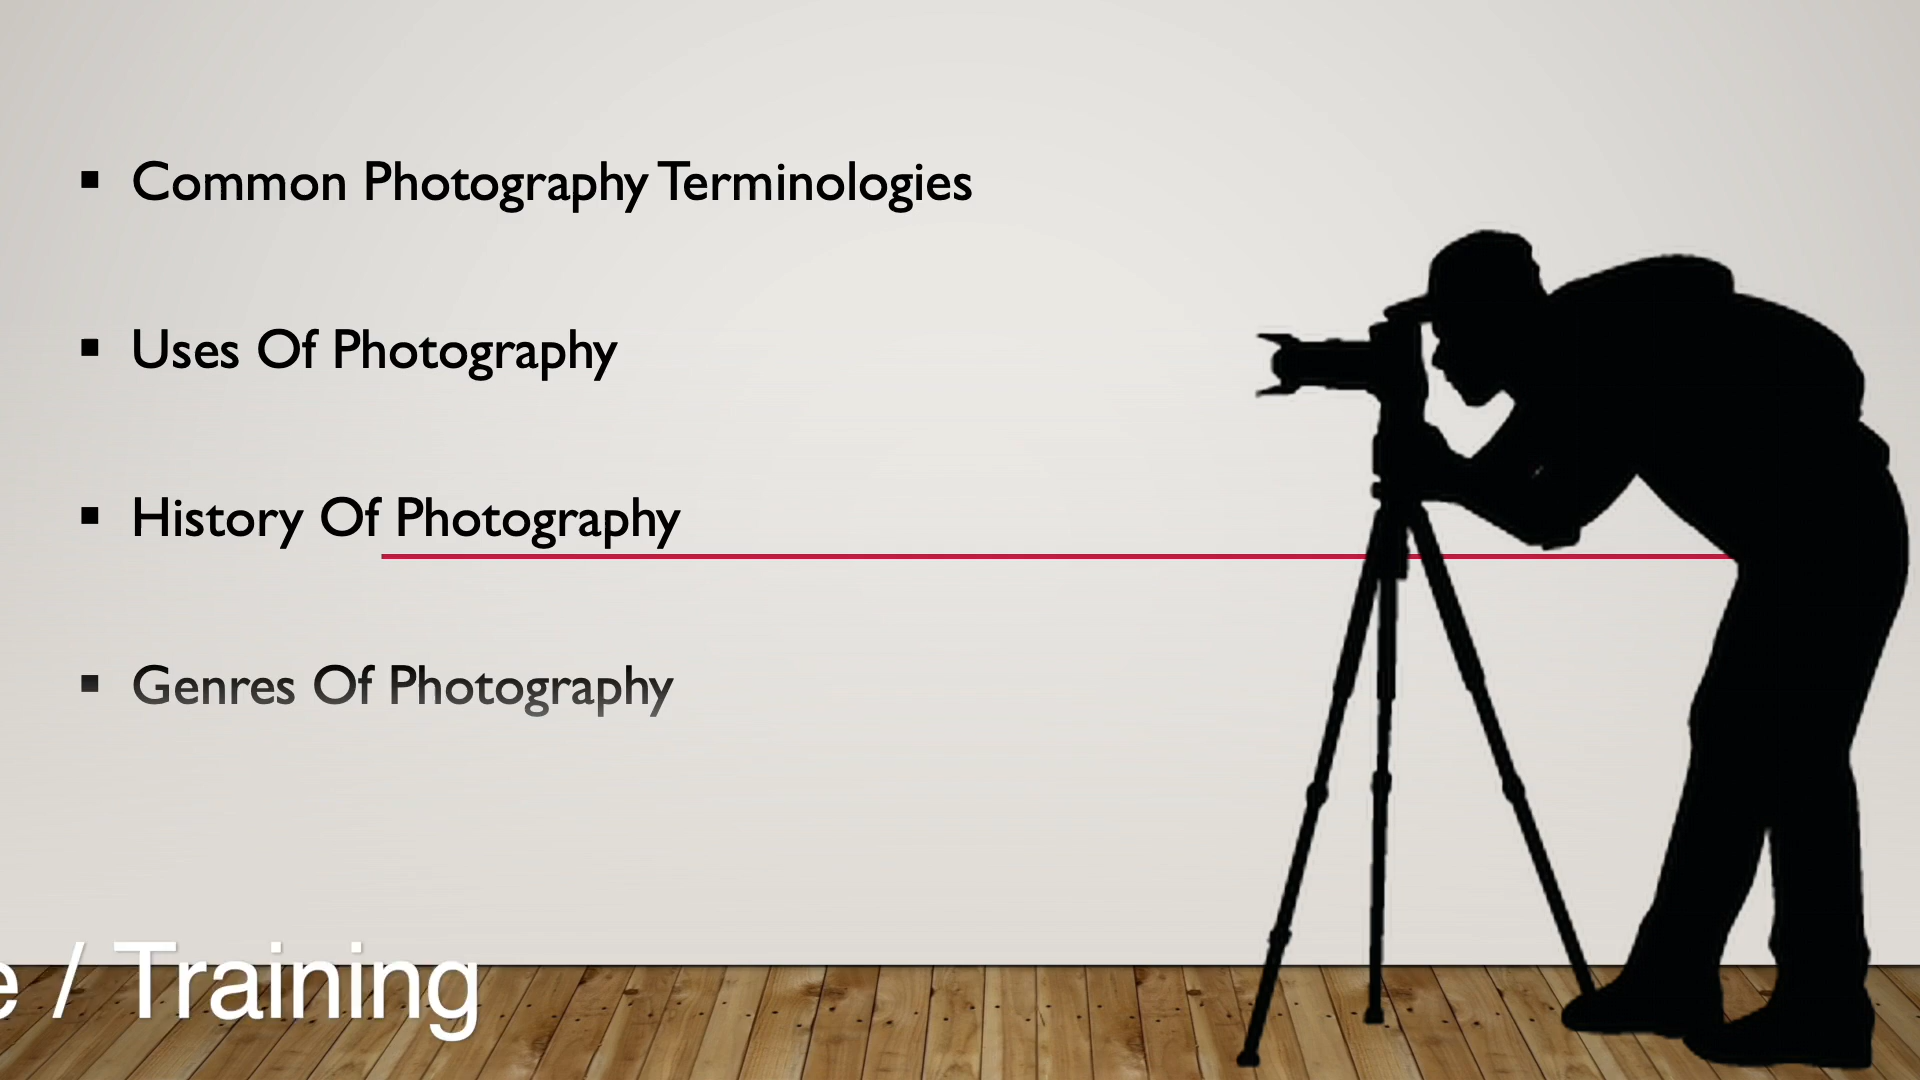 ▪ Common Photography Terminologies
▪ Uses Of Photography
▪ History Of Photography
▪ Genres Of Photography
e / Training